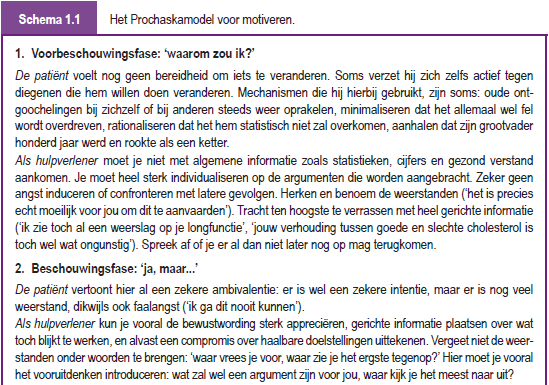 Schema 1.1 Het Prochaskamodel voor motiveren.
1. Voorbeschouwingsfase: ‘waarom zou ik?’
De patiënt voelt nog geen bereidheid om iets te veranderen. Soms verzet hij zich zelfs actief tegen
diegenen die hem willen doen veranderen. Mechanismen die hij hierbij gebruikt, zijn soms: oude ont-
goochelingen bij zichzelf of bij anderen steeds weer oprakelen, minimaliseren dat het allemaal wel fel
wordt overdreven, rationaliseren dat het hem statistisch niet zal overkomen, aanhalen dat zijn grootvader
honderd jaar werd en rookte als een ketter.
Als hulpverlener moet je niet met algemene informatie zoals statistieken, cijfers en gezond verstand
aankomen. Je moet heel sterk individualiseren op de argumenten die worden aangebracht. Zeker geen
angst induceren of confronteren met latere gevolgen. Herken en benoem de weerstanden (‘het is precies
echt moeilijk voor jou om dit te aanvaarden’). Tracht ten hoogste te verrassen met heel gerichte informatie
(‘ik zie toch al een weerslag op je longfunctie’, ‘jouw verhouding tussen goede en slechte cholesterol is
toch wel wat ongunstig’). Spreek af of je er al dan niet later nog op mag terugkomen.
2. Beschouwingsfase: ‘ja, maar...’
De patiënt vertoont hier al een zekere ambivalentie: er is wel een zekere intentie, maar er is nog veel
weerstand, dikwijls ook faalangst (‘ik ga dit nooit kunnen’).
Als hulpverlener kun je vooral de bewustwording sterk appreciëren, gerichte informatie plaatsen over wat
toch blijkt te werken, en alvast een compromis over haalbare doelstellingen uittekenen. Vergeet niet de weer-
standen onder woorden te brengen: ‘waar vrees je voor, waar zie je het ergste tegenop?’ Hier moet je vooral
het vooruitdenken introduceren: wat zal wel een argument zijn voor jou, waar kijk je het meest naar uit?